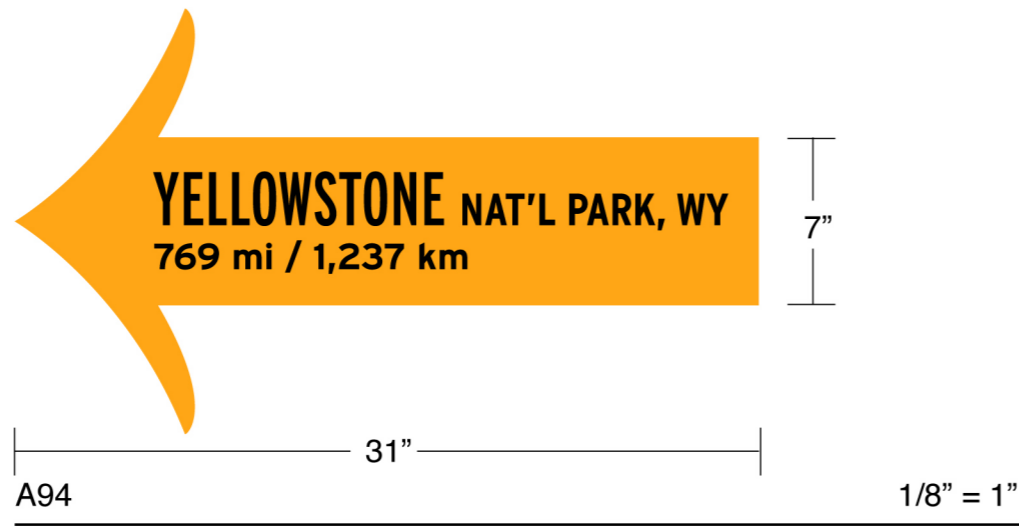 YELLOWSTONE NAT’L PARK, WY
769 mi / 1,237 km
7”
31”
A94
1/8” = 1”